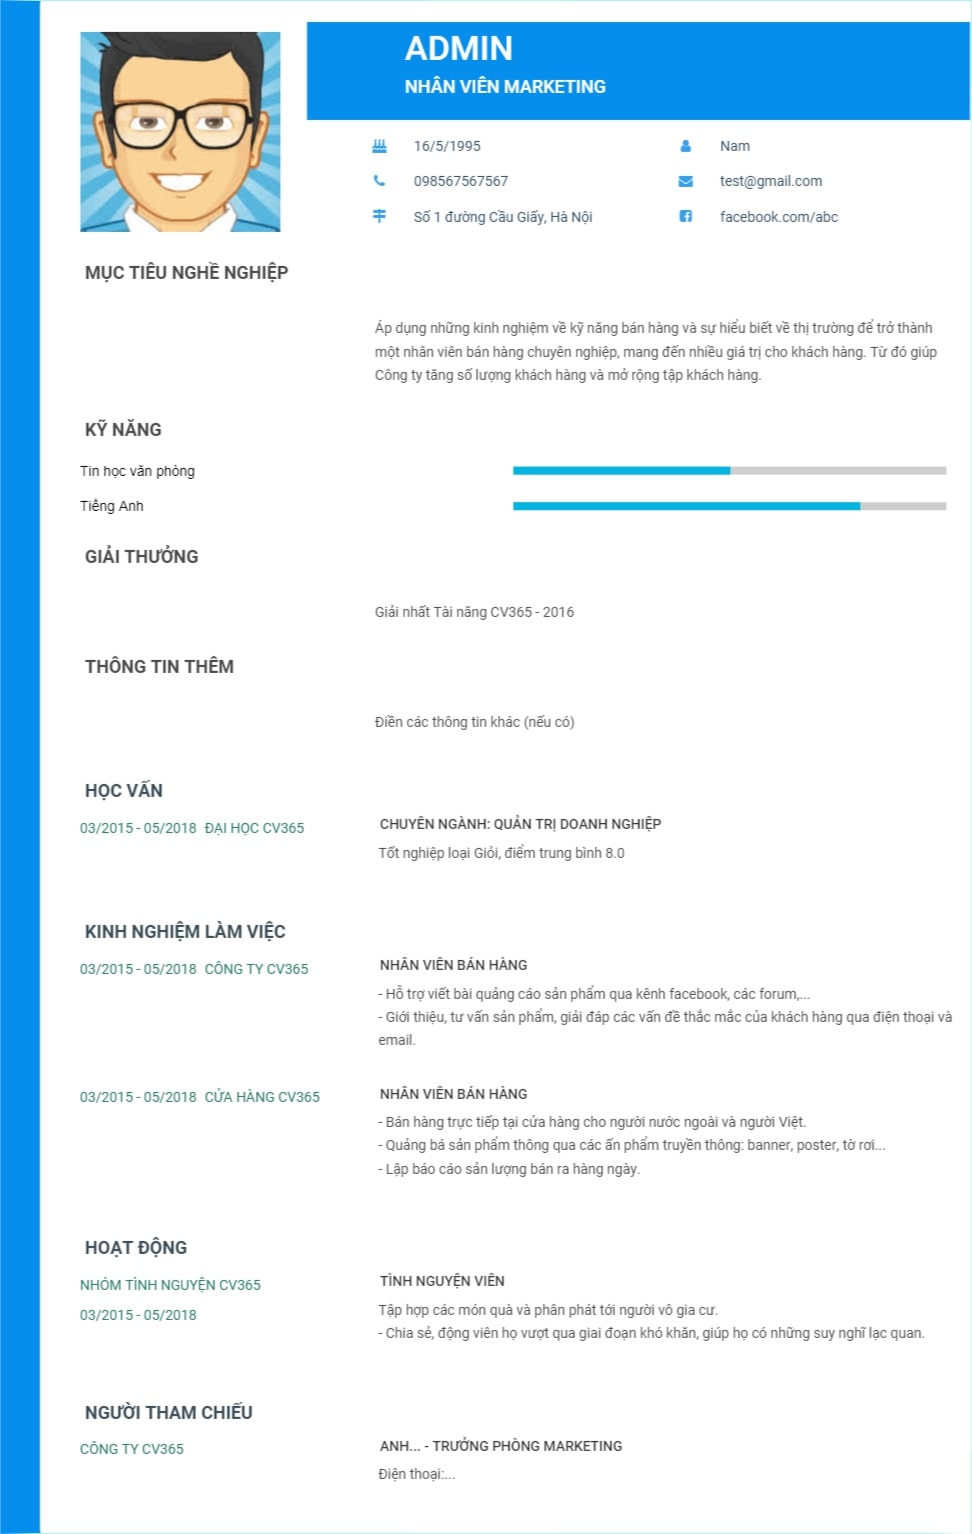 ADMIN
NHÂN VIÊN MARKETING
16/5/1995
Nam
098567567567
test@gmail.com
Số 1 đường Cầu Giấy, Hà Nội
facebook.com/abc
MỤC TIÊU NGHỀ NGHIỆP
Áp dụng những kinh nghiệm về kỹ năng bán hàng và sự hiểu biết về thị trường để trở thành
một nhân viên bán hàng chuyên nghiệp, mang đến nhiều giá trị cho khách hàng. Từ đó giúp
Công ty tăng số lượng khách hàng và mở rộng tập khách hàng.
KỸ NĂNG
Tin học văn phòng
Tiếng Anh
GIẢI THƯỞNG
Giải nhất Tài năng CV365 - 2016
THÔNG TIN THÊM
Điền các thông tin khác (nếu có)
HỌC VẤN
03/2015 - 05/2018 ĐẠI HỌC CV365
CHUYÊN NGÀNH: QUẢN TRỊ DOANH NGHIỆP
Tốt nghiệp loại Giỏi, điểm trung bình 8.0
KINH NGHIỆM LÀM VIỆC
03/2015 - 05/2018 CÔNG TY CV365
NHÂN VIÊN BÁN HÀNG
- Hỗ trợ viết bài quảng cáo sản phẩm qua kênh facebook, các forum,...
- Giới thiệu, tư vấn sản phẩm, giải đáp các vấn đề thắc mắc của khách hàng qua điện thoại và
email.
03/2015 - 05/2018 CỬA HÀNG CV365
NHÂN VIÊN BÁN HÀNG
- Bán hàng trực tiếp tại cửa hàng cho người nước ngoài và người Việt.
- Quảng bá sản phẩm thông qua các ấn phẩm truyền thông: banner, poster, tờ rơi...
- Lập báo cáo sản lượng bán ra hàng ngày.
HOẠT ĐỘNG
NHÓM TÌNH NGUYỆN CV365
03/2015 - 05/2018
TÌNH NGUYỆN VIÊN
Tập hợp các món quà và phân phát tới người vô gia cư.
- Chia sẻ, động viên họ vượt qua giai đoạn khó khăn, giúp họ có những suy nghĩ lạc quan.
NGƯỜI THAM CHIẾU
CÔNG TY CV365
ANH... - TRƯỞNG PHÒNG MARKETING
Điện thoại:...